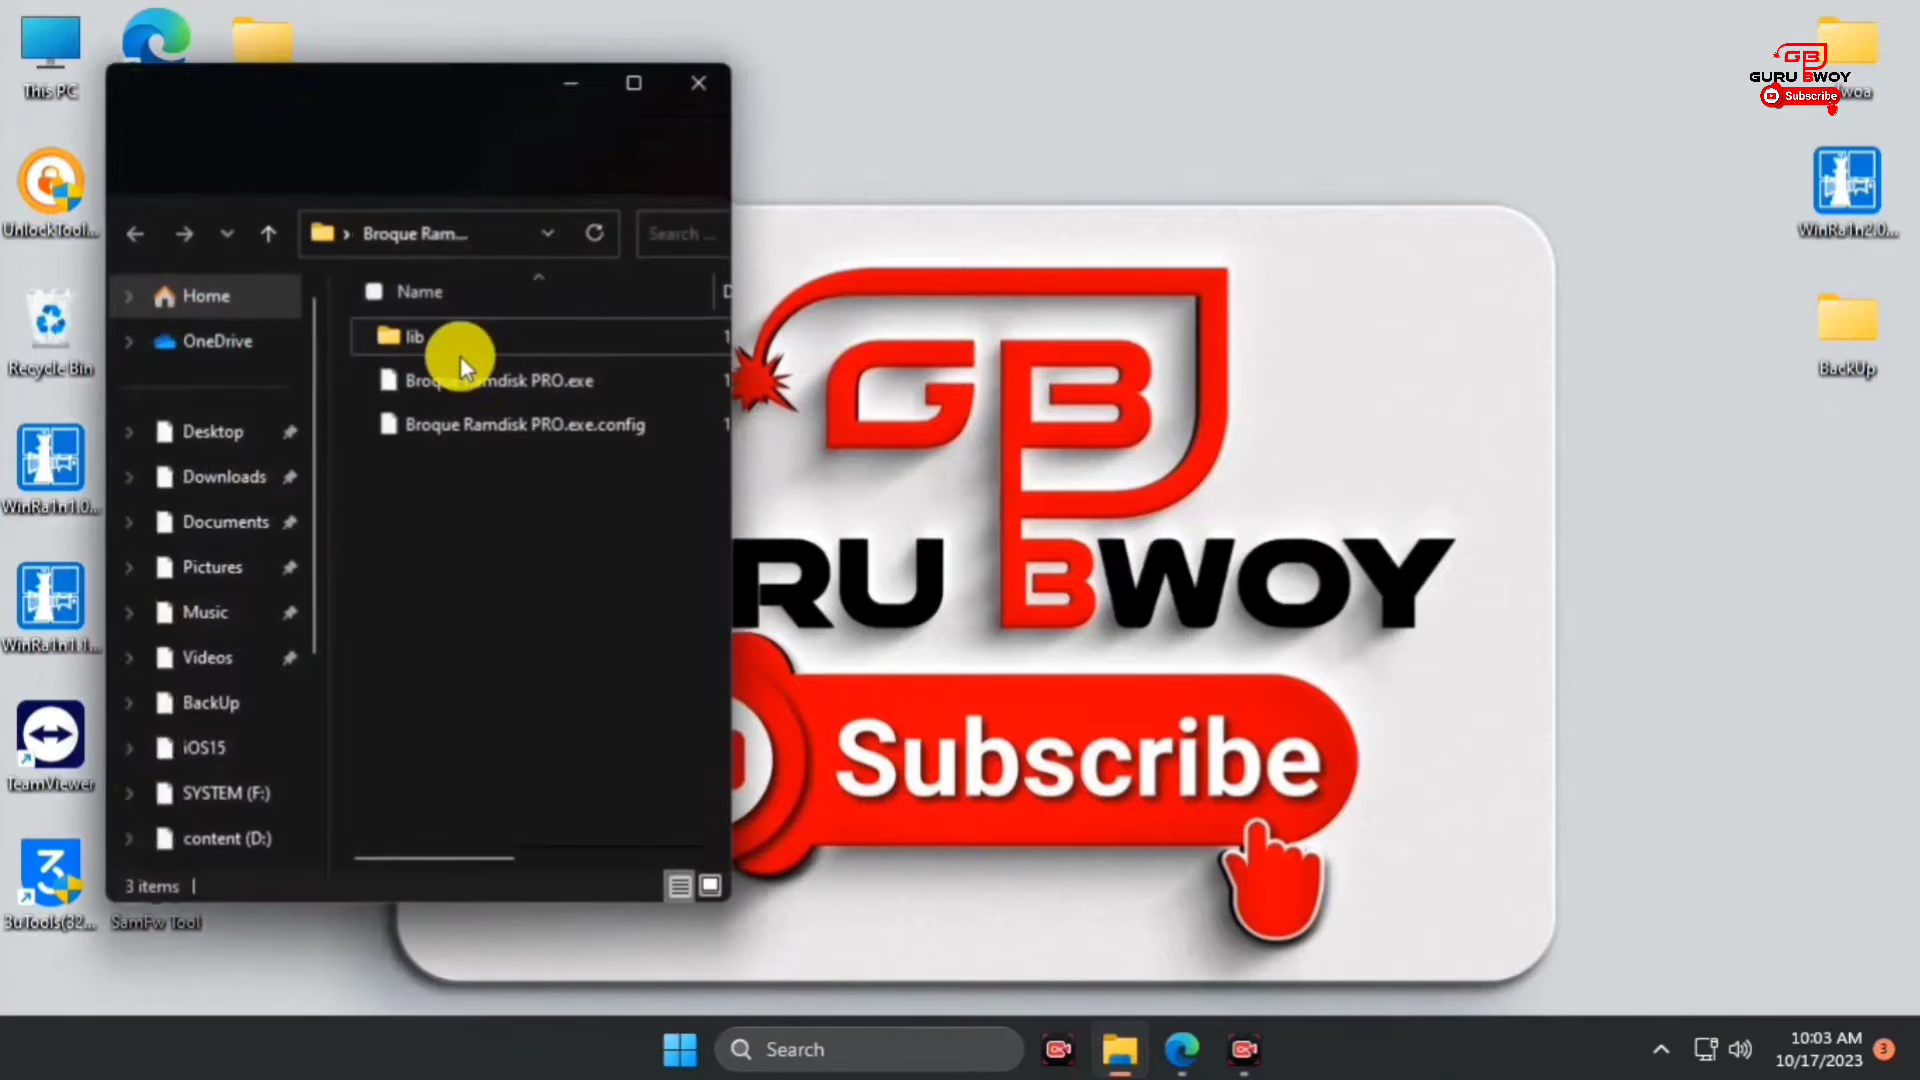 This PC
GURU BWOY
Subscribe
UnlockTool...
WinRa1n2.0...
Broque Ram...
Search ...
Home
Name
OneDrive
lib
Recycle Bin
BackUp
Broque Ramdisk PRO.exe
Broque Ramdisk PRO.exe.config
GB
Desktop
Downloads
WinRa1n1.0...
Documents
Pictures
RU BWOY
Music
WinRa1n1.1...
Videos
BackUp
iOS15
Subscribe
TeamViewer
SYSTEM (F:)
content (D:)
3 items
3uTools(32...
SamFw Tool
Search
10:03 AM
10/17/2023
3